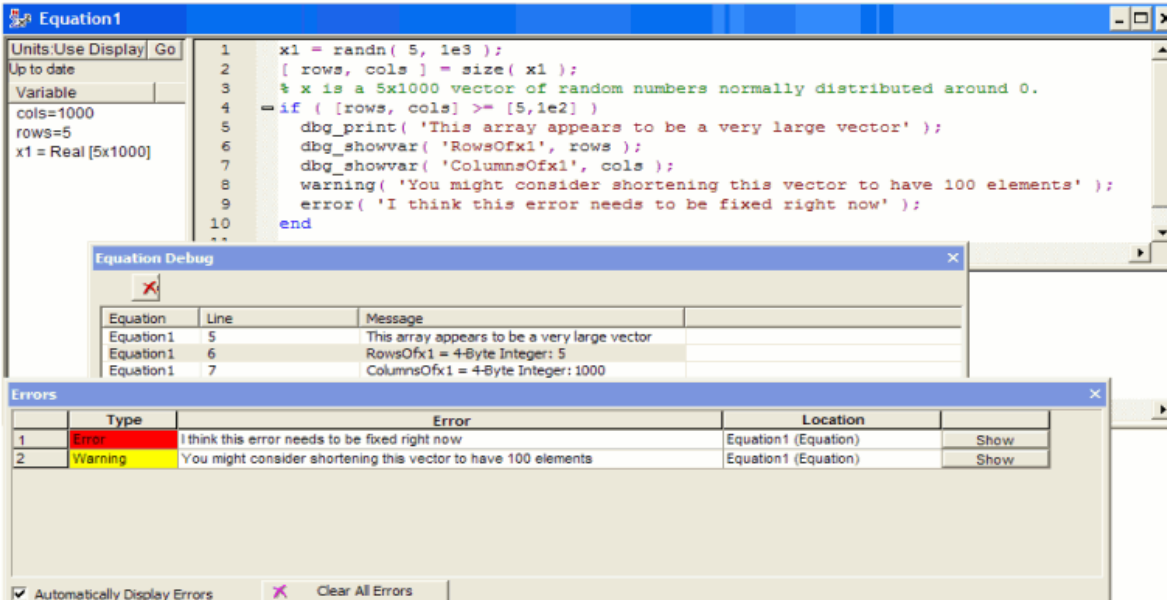 Equation1
Units:Use Display Go
Up to date
Variable
cols=1000
rows=5
x1 = Real [5x1000]
1 x1 = randn( 5, 1e3 );
2 [ rows, cols ] = size( x1 );
3 % x is a 5x1000 vector of random numbers normally distributed around 0.
4 if ( [rows, cols] >= [5,1e2] )
5 dbg_print( 'This array appears to be a very large vector' );
6 dbg_showvar( 'RowsOfx1', rows );
7 dbg_showvar( 'ColumnsOfx1', cols );
8 warning( 'You might consider shortening this vector to have 100 elements' );
9 error( 'I think this error needs to be fixed right now' );
10 end
Equation Debug
Equation Line Message
Equation1 5 This array appears to be a very large vector
Equation1 6 RowsOfx1 = 4-Byte Integer: 5
Equation1 7 ColumnsOfx1 = 4-Byte Integer: 1000
Errors
Type Error Location
1 Error I think this error needs to be fixed right now Equation1 (Equation) Show
2 Warning You might consider shortening this vector to have 100 elements Equation1 (Equation) Show
Automatically Display Errors Clear All Errors